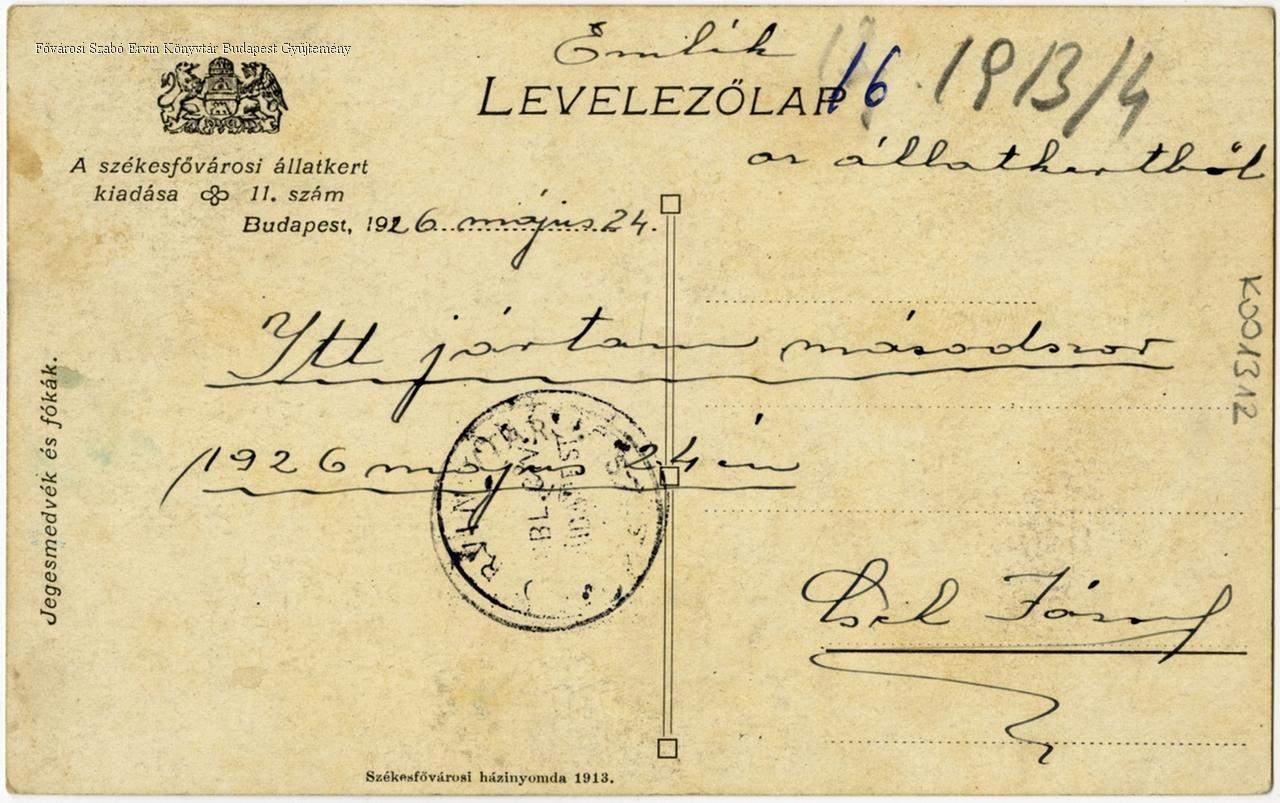 Fővárosi Szabó Ervin Könyvtár Budapest Gyűjtemény
Emlék
LEVELEZŐLAP
16 1913/4
az állatkertből
A székesfővárosi állatkert
kiadása 11. szám
Budapest, 1926 május 24.
Itt jártam másodszor
1926 május 24 én
József
Jegesmedvék és fókák.
K001312
Székesfővárosi házinyomda 1913.